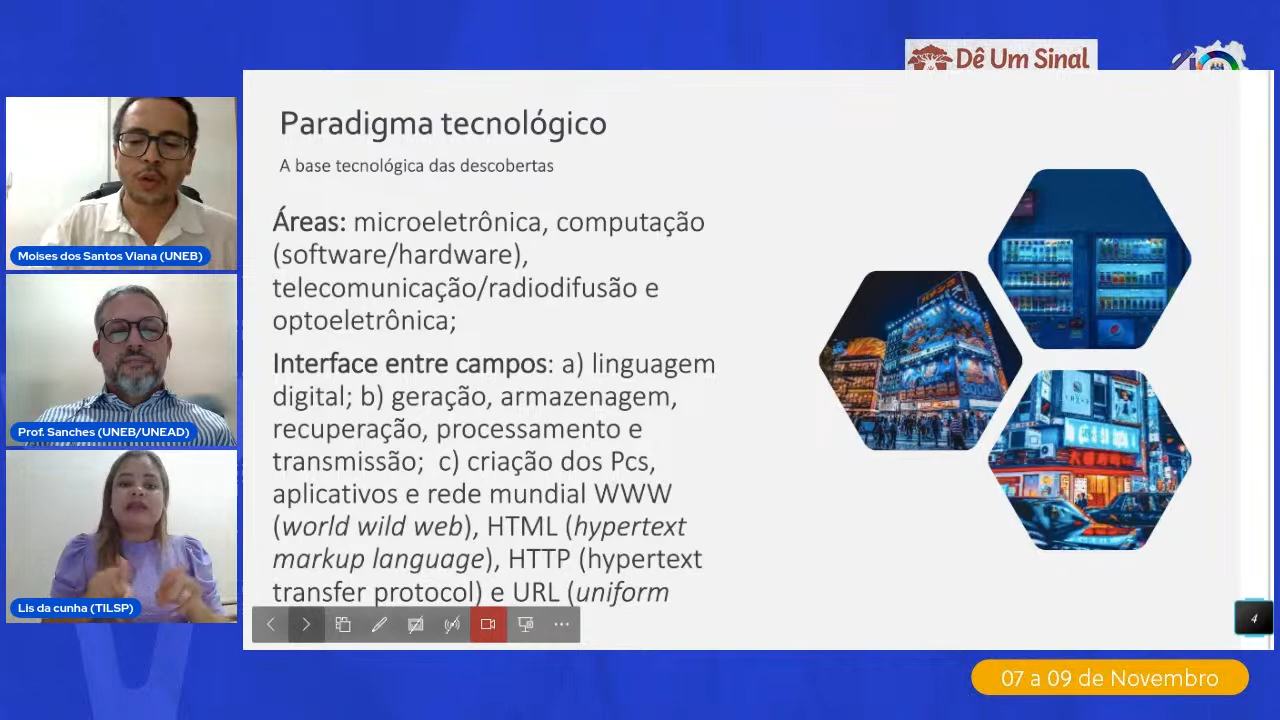 Dê Um Sinal
Paradigma tecnológico
A base tecnológica das descobertas
Áreas: microeletrônica, computação
(software/hardware),
telecomunicação/radiodifusão e
optoeletrônica;
Interface entre campos: a) linguagem
digital; b) geração, armazenagem,
recuperação, processamento e
transmissão; c) criação dos Pcs,
aplicativos e rede mundial WWW
(world wild web), HTML (hypertext
markup language), HTTP (hypertext
transfer protocol) e URL (uniform
Moises dos Santos Viana (UNEB)
Prof. Sanches (UNEB/UNEAD)
Lis da cunha (TILSP)
4
07 a 09 de Novembro